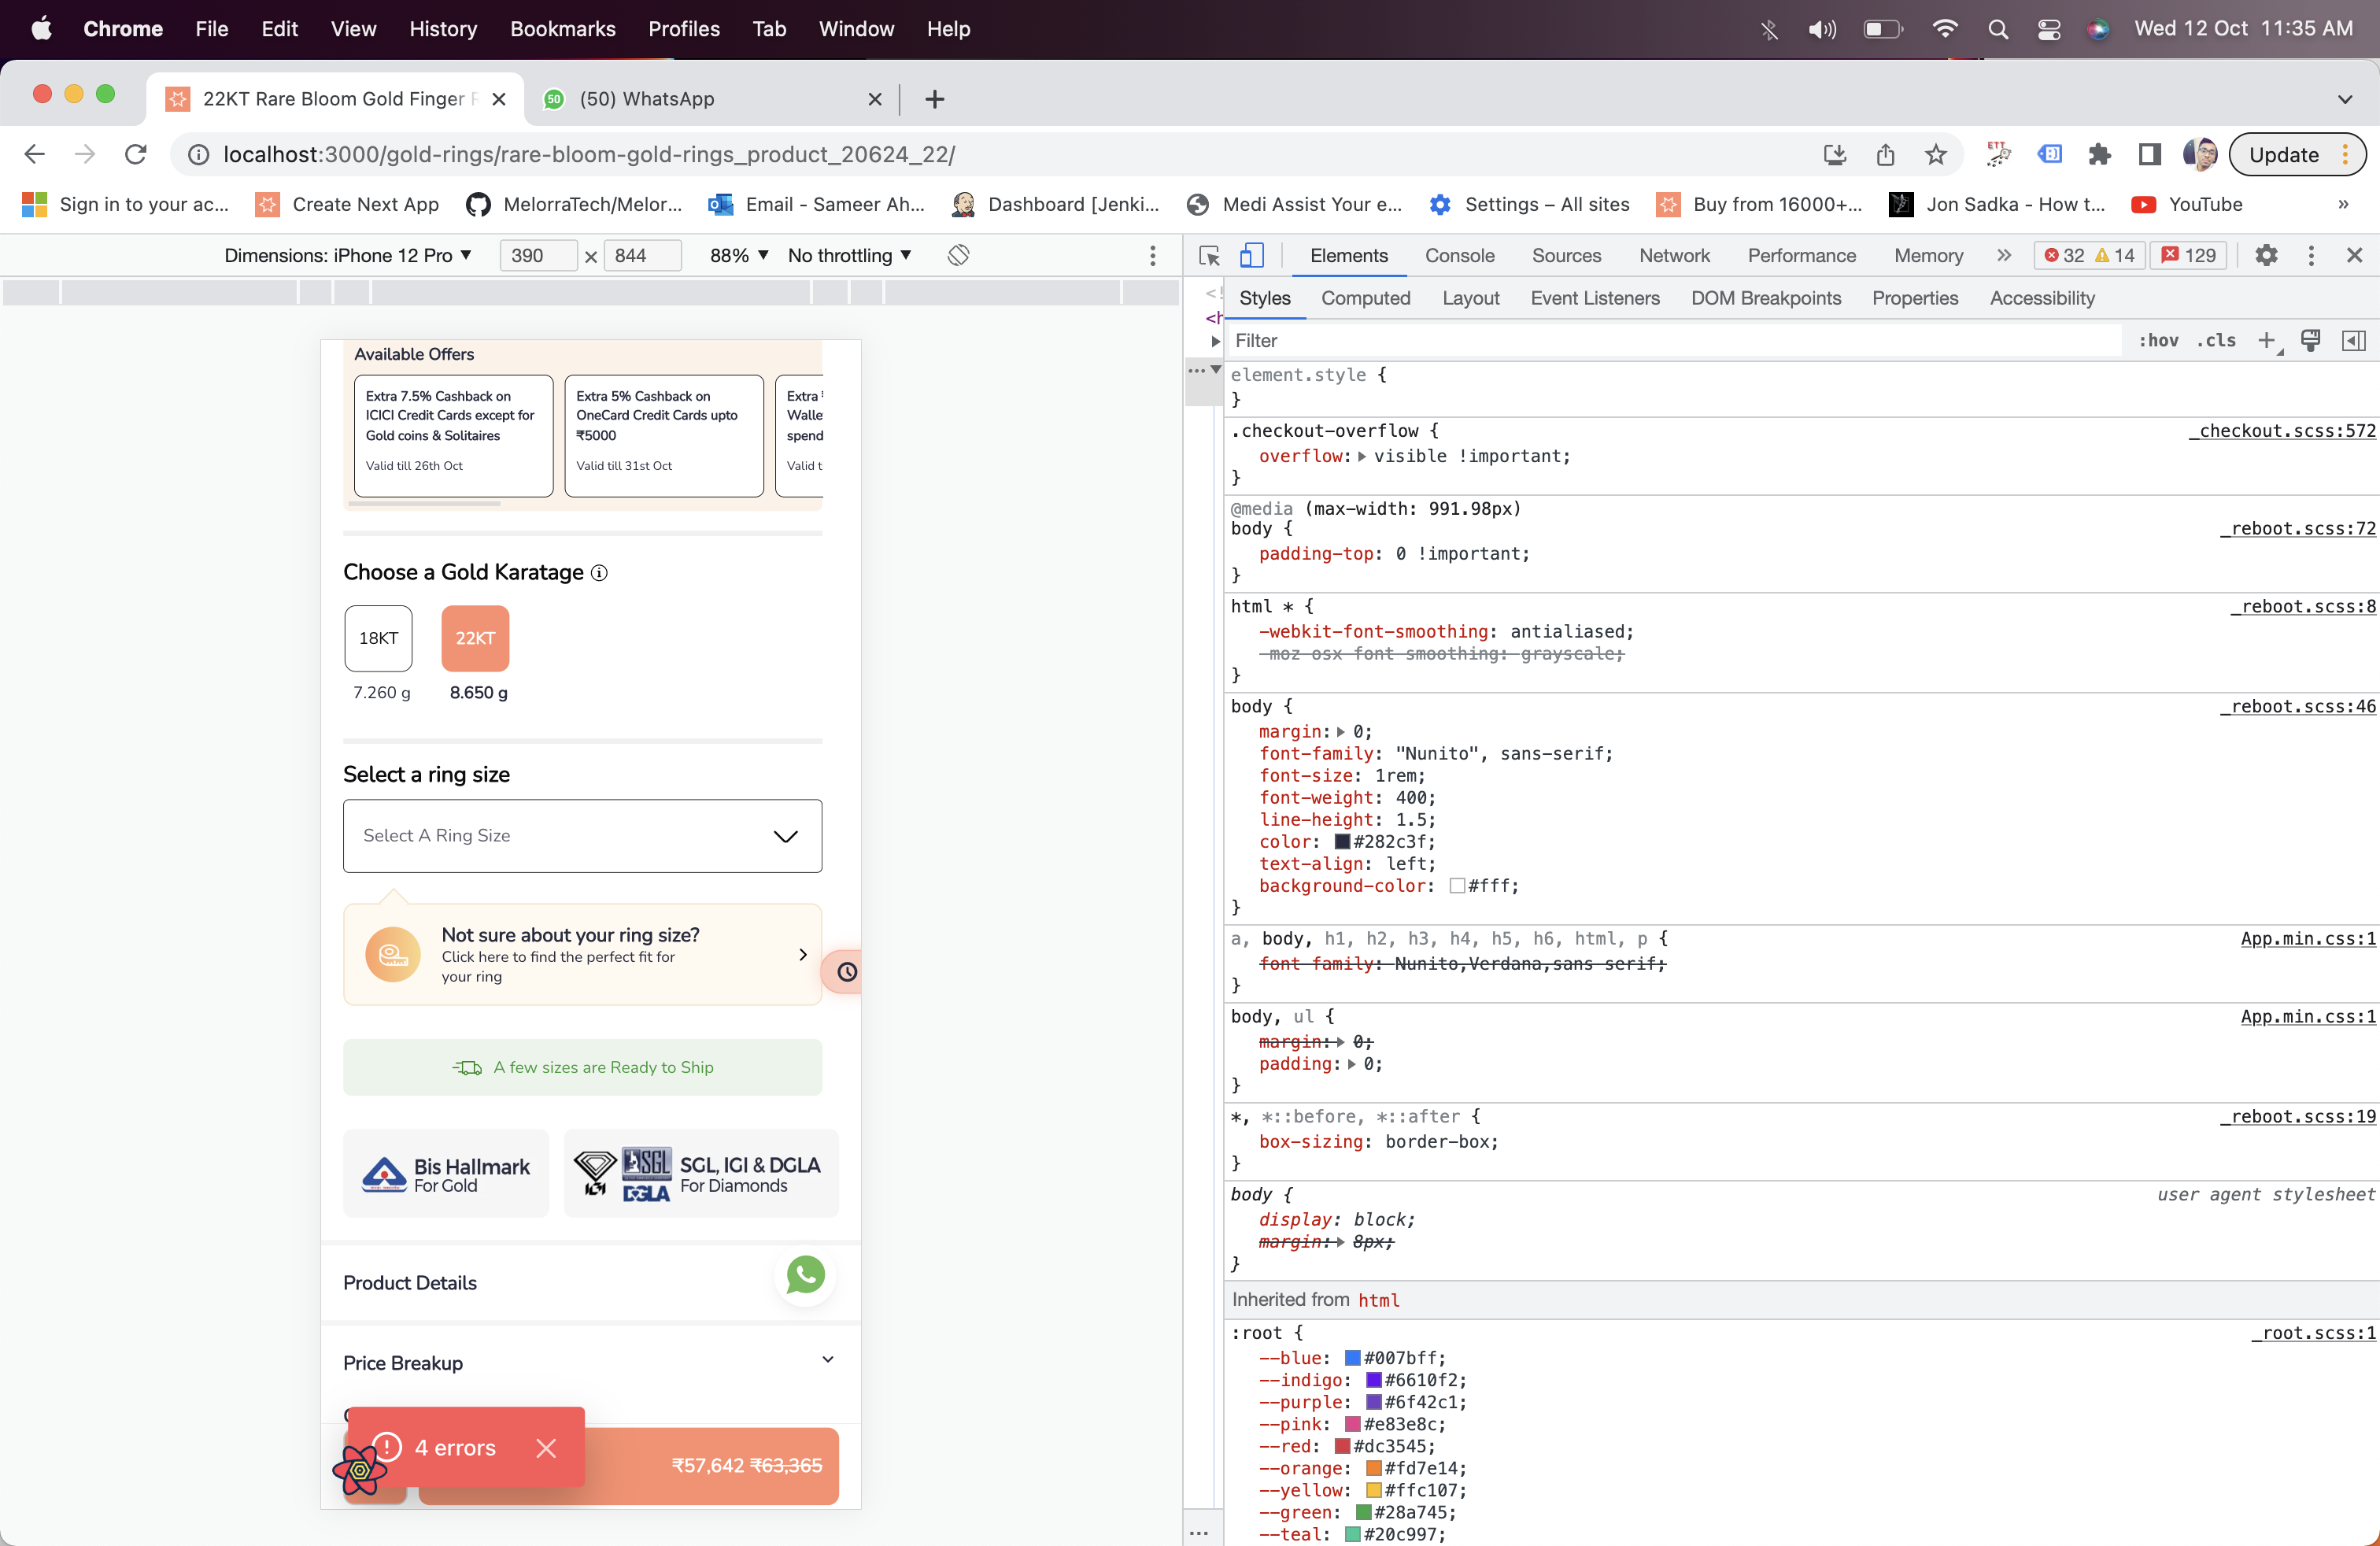 Chrome File Edit View History Bookmarks Profiles Tab Window Help Wed 12 Oct 11:35 AM
22KT Rare Bloom Gold Finger 50 (50) WhatsApp
localhost:3000/gold-rings/rare-bloom-gold-rings_product_20624_22/ ETT Update
Sign in to your ac... Create Next App MelorraTech/Melor... Email - Sameer Ah... Dashboard [Jenki... Medi Assist Your e... Settings – All sites Buy from 16000+... Jon Sadka - How t... YouTube »
Dimensions: iPhone 12 Pro ▼ 390 × 844 88% ▼ No throttling ▼
Elements Console Sources Network Performance Memory » 32 14 129
Available Offers
Extra 7.5% Cashback on
ICICI Credit Cards except for
Gold coins & Solitaires
Valid till 26th Oct
Extra 5% Cashback on
OneCard Credit Cards upto
₹5000
Valid till 31st Oct
Extra
Walle
spend
Valid t
Choose a Gold Karatage
18KT 22KT
7.260 g 8.650 g
Select a ring size
Select A Ring Size
Not sure about your ring size?
Click here to find the perfect fit for
your ring
A few sizes are Ready to Ship
Bis Hallmark
For Gold
IGI SGL
DGLA
SGL, IGI & DGLA
For Diamonds
Product Details
Price Breakup
4 errors
₹57,642 ₹63,365
<!
<h
...
...
Styles Computed Layout Event Listeners DOM Breakpoints Properties Accessibility
Filter :hov .cls
element.style {
}
.checkout-overflow { _checkout.scss:572
overflow: visible !important;
}
@media (max-width: 991.98px)
body { _reboot.scss:72
padding-top: 0 !important;
}
html * { _reboot.scss:8
-webkit-font-smoothing: antialiased;
-moz-osx-font-smoothing: grayscale;
}
body { _reboot.scss:46
margin: 0;
font-family: "Nunito", sans-serif;
font-size: 1rem;
font-weight: 400;
line-height: 1.5;
color: #282c3f;
text-align: left;
background-color: #fff;
}
a, body, h1, h2, h3, h4, h5, h6, html, p { App.min.css:1
font-family: Nunito,Verdana,sans-serif;
}
body, ul { App.min.css:1
margin: 0;
padding: 0;
}
*, *::before, *::after { _reboot.scss:19
box-sizing: border-box;
}
body { user agent stylesheet
display: block;
margin: 8px;
}
Inherited from html
:root { _root.scss:1
--blue: #007bff;
--indigo: #6610f2;
--purple: #6f42c1;
--pink: #e83e8c;
--red: #dc3545;
--orange: #fd7e14;
--yellow: #ffc107;
--green: #28a745;
--teal: #20c997;